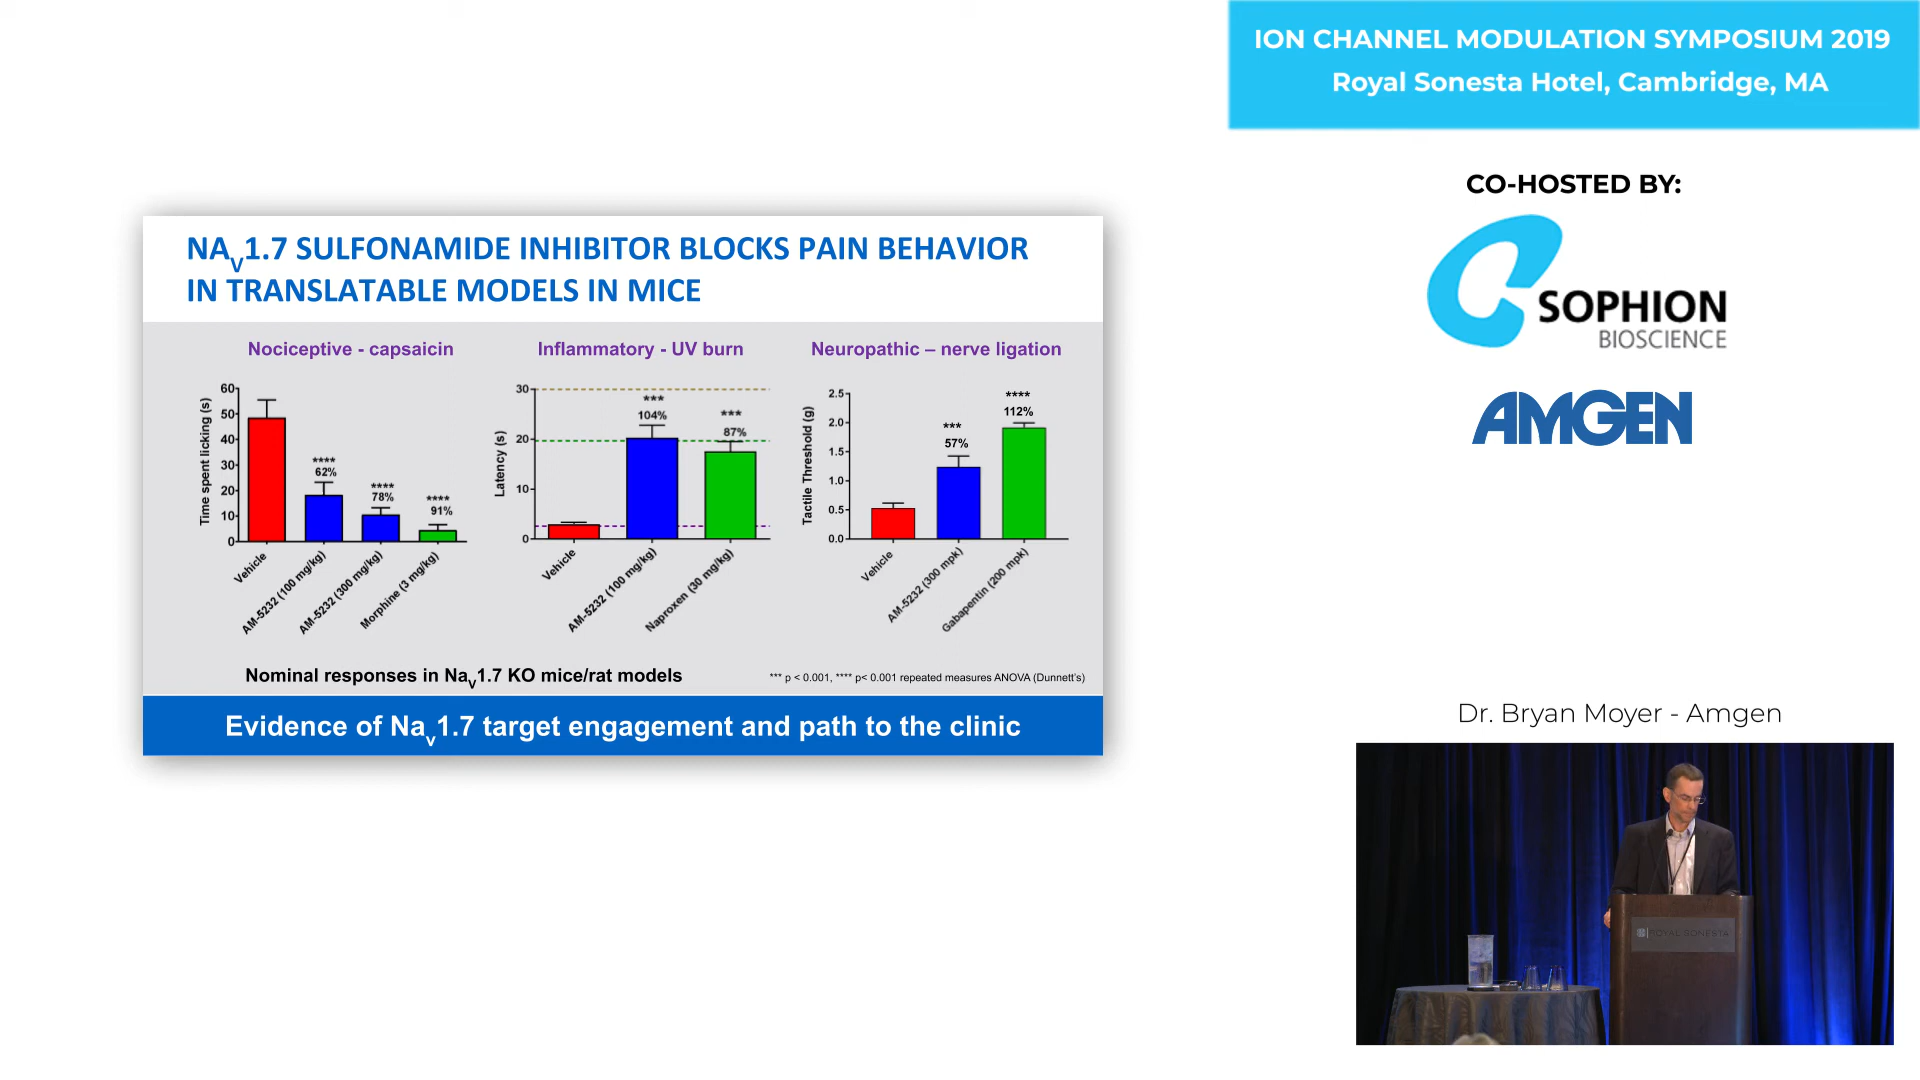 ION CHANNEL MODULATION SYMPOSIUM 2019
Royal Sonesta Hotel, Cambridge, MA
CO-HOSTED BY:
SOPHION
BIOSCIENCE
AMGEN
NAV1.7 SULFONAMIDE INHIBITOR BLOCKS PAIN BEHAVIOR
IN TRANSLATABLE MODELS IN MICE
Nociceptive - capsaicin
Time spent licking (s)
60
50
40
30
20
10
0
****
62%
****
78%
****
91%
Vehicle
AM-5232 (100 mg/kg)
AM-5232 (300 mg/kg)
Morphine (3 mg/kg)
Inflammatory - UV burn
Latency (s)
30
20
10
0
***
104%
***
87%
Vehicle
AM-5232 (100 mg/kg)
Naproxen (30 mg/kg)
Neuropathic – nerve ligation
Tactile Threshold (g)
2.5
2.0
1.5
1.0
0.5
0.0
***
57%
****
112%
Vehicle
AM-5232 (300 mpk)
Gabapentin (200 mpk)
Nominal responses in NaV1.7 KO mice/rat models
*** p < 0.001, **** p< 0.001 repeated measures ANOVA (Dunnett's)
Evidence of Nav1.7 target engagement and path to the clinic
Dr. Bryan Moyer - Amgen
ROYAL SONESTA